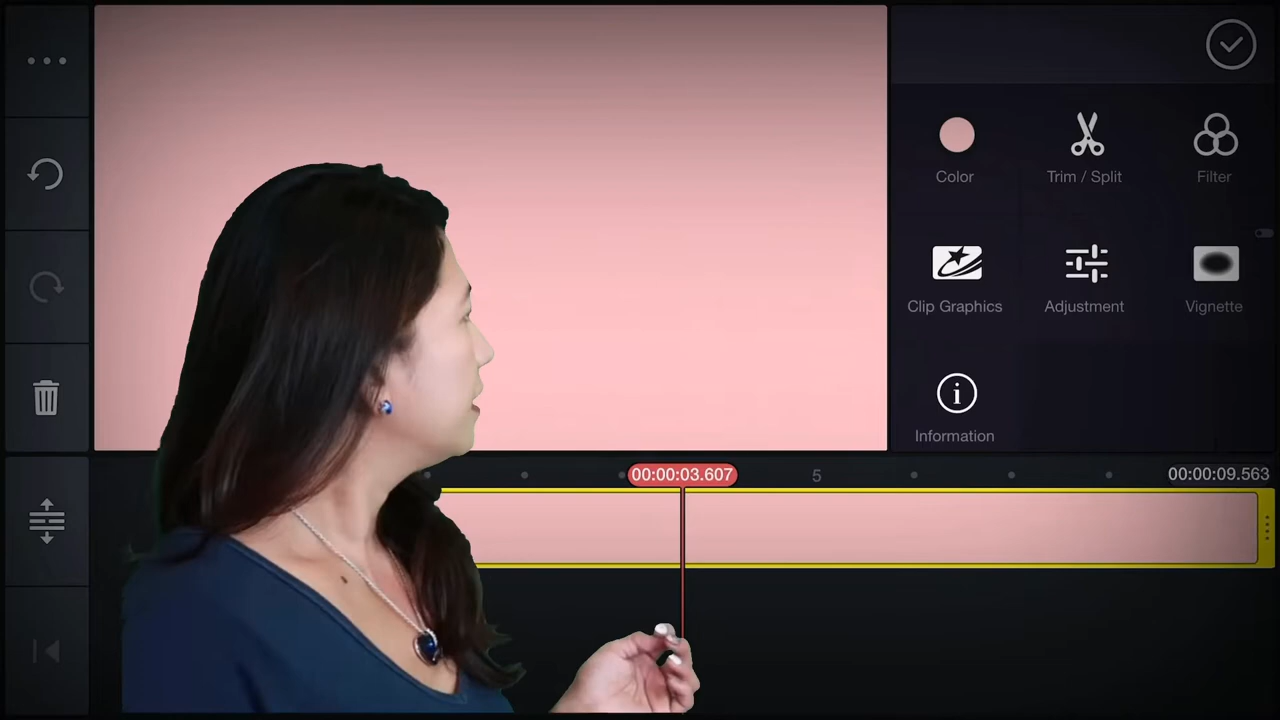 Color
Trim / Split
Filter
Clip Graphics
Adjustment
Vignette
Information
00:00:03.607
5
00:00:09.563